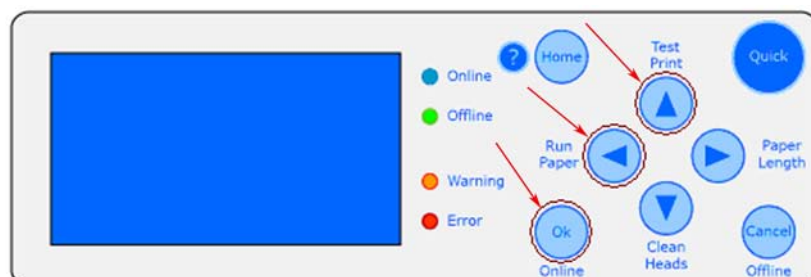 ?
Home
Test
Print
Quick
Online
Offline
Run
Paper
Paper
Length
Warning
Error
Ok
Online
Clean
Heads
Cancel
Offline